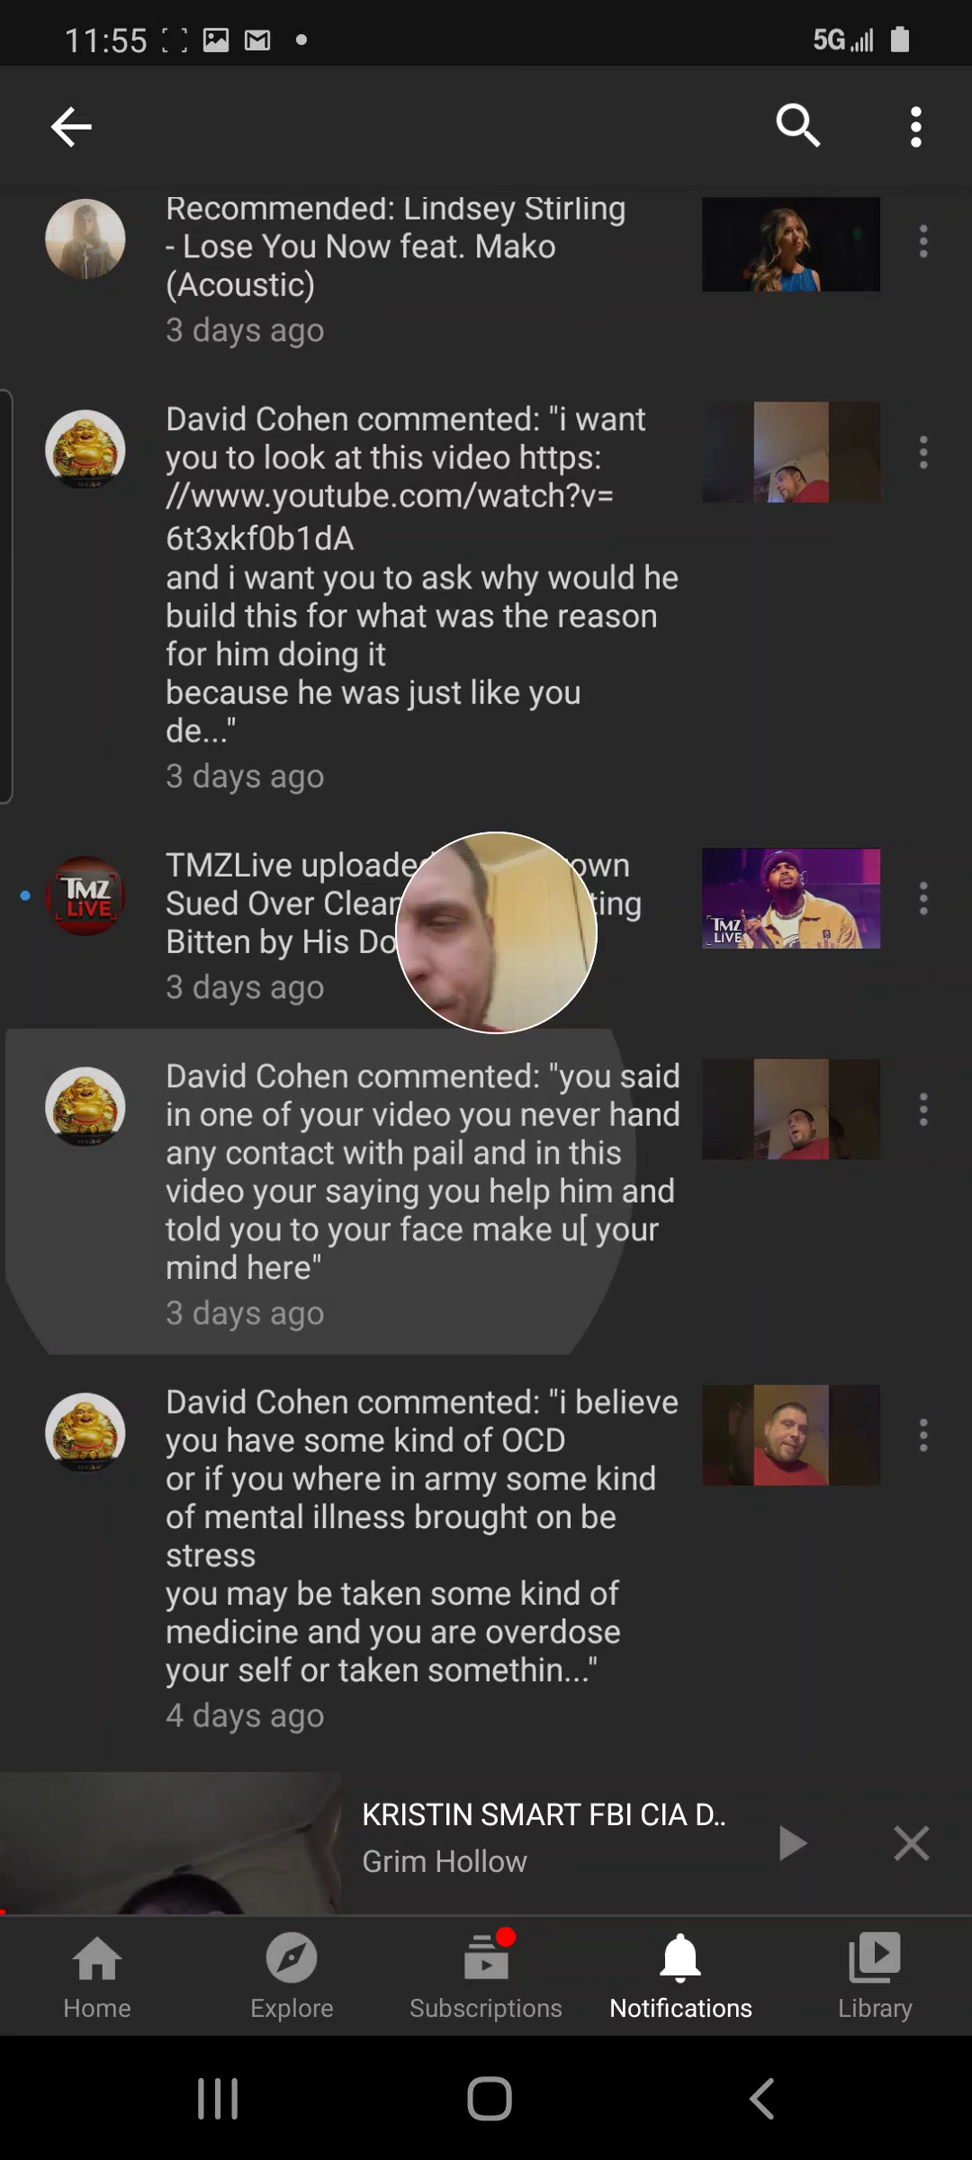 11:55
5G
Recommended: Lindsey Stirling
- Lose You Now feat. Mako
(Acoustic)
3 days ago
David Cohen commented: "i want
you to look at this video https:
//www.youtube.com/watch?v=
6t3xkf0b1dA
and i want you to ask why would he
build this for what was the reason
for him doing it
because he was just like you
de..."
3 days ago
TMZ
LiVE
TMZLive uploaded
Sued Over Clean ting
Bitten by His Do
TMZ
LIVE
3 days ago
David Cohen commented: "you said
in one of your video you never hand
any contact with pail and in this
video your saying you help him and
told you to your face make u[ your
mind here"
3 days ago
David Cohen commented: "i believe
you have some kind of OCD
or if you where in army some kind
of mental illness brought on be
stress
you may be taken some kind of
medicine and you are overdose
your self or taken somethin..."
4 days ago
KRISTIN SMART FBI CIA D..
Grim Hollow
Home
Explore
Subscriptions
Notifications
Library